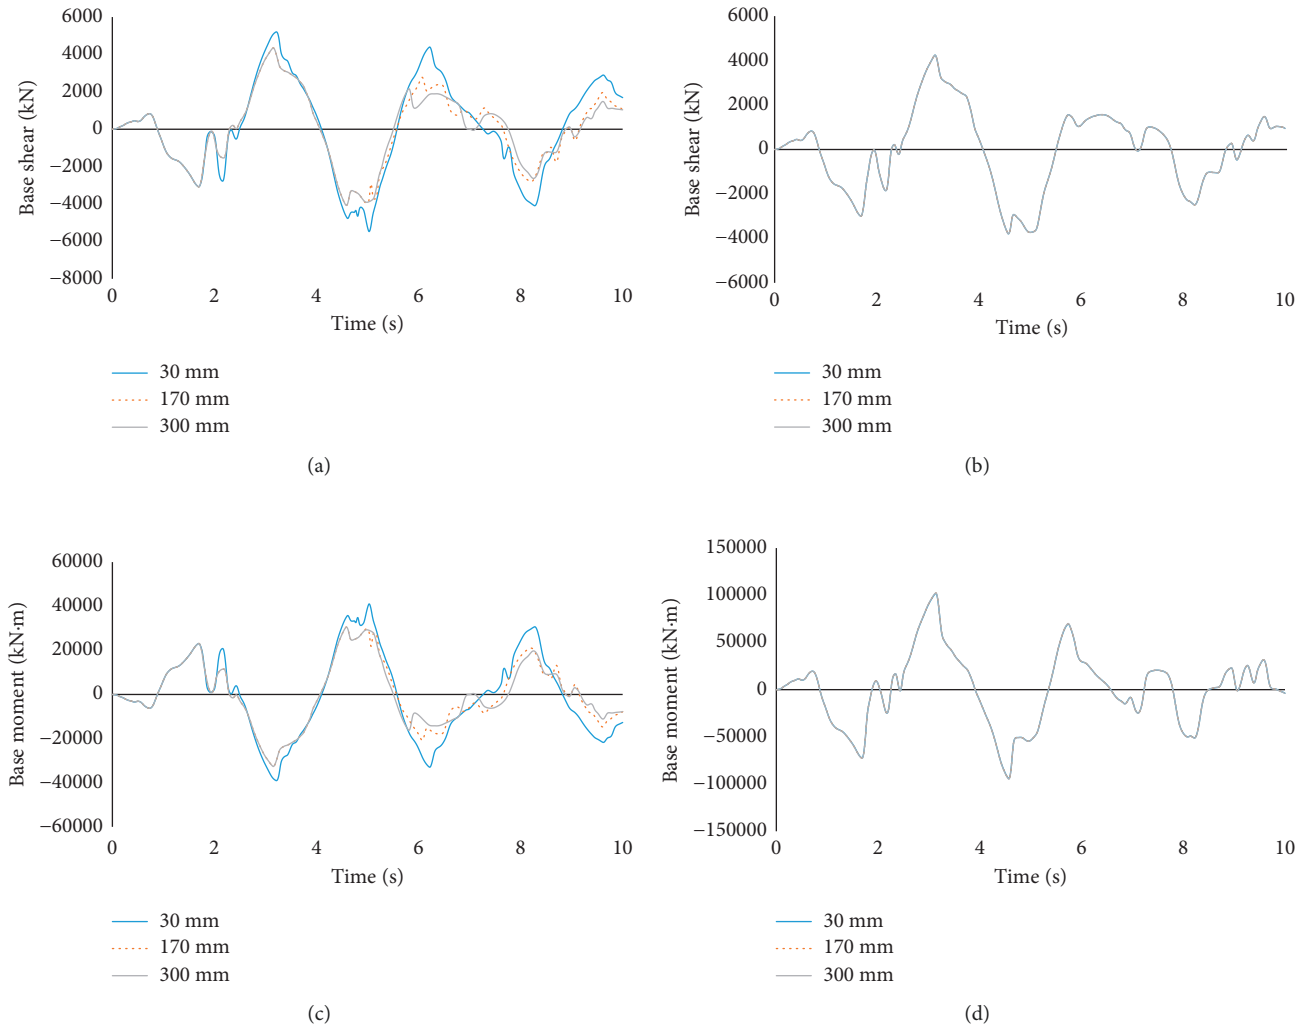 6000
4000
2000
0
−2000
−4000
−6000
−8000
Base shear (kN)
0 2 4 6 8 10
Time (s)
30 mm
170 mm
300 mm
(a)
6000
4000
2000
0
−2000
−4000
−6000
Base shear (kN)
0 2 4 6 8 10
Time (s)
30 mm
170 mm
300 mm
(b)
60000
40000
20000
0
−20000
−40000
−60000
Base moment (kN·m)
0 2 4 6 8 10
Time (s)
30 mm
170 mm
300 mm
(c)
150000
100000
50000
0
−50000
−100000
−150000
Base moment (kN·m)
0 2 4 6 8 10
Time (s)
30 mm
170 mm
300 mm
(d)